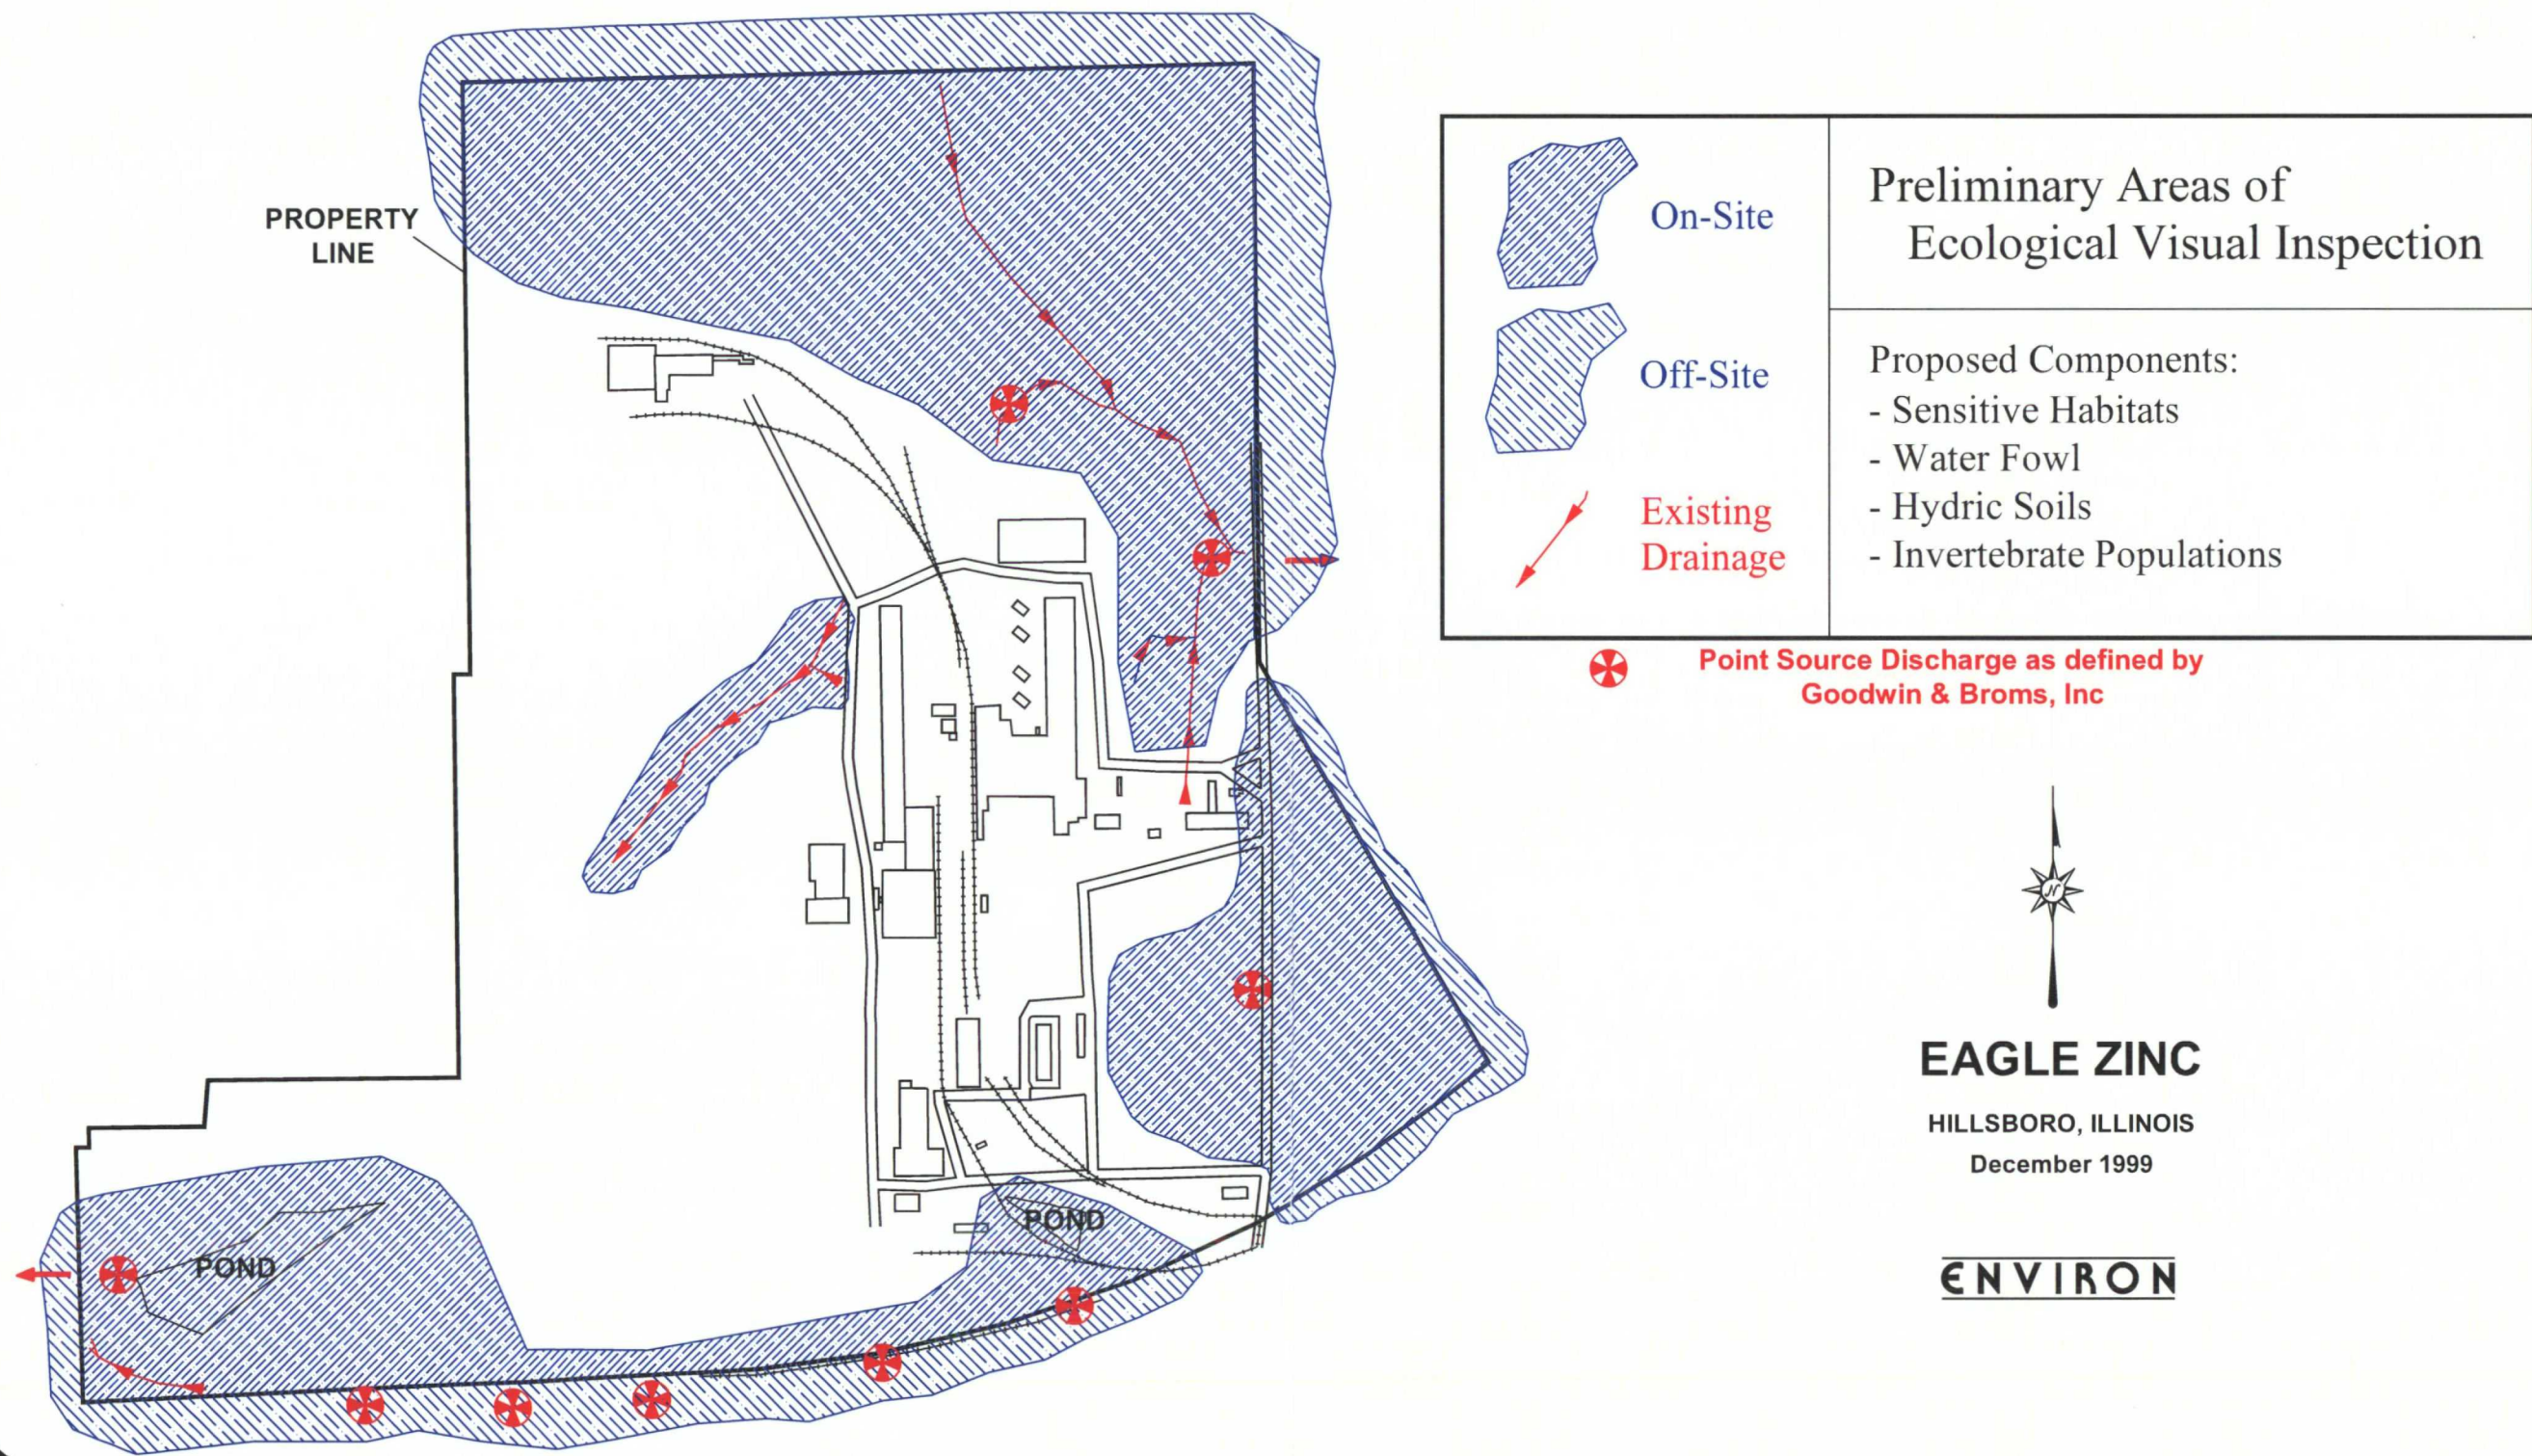 PROPERTY
LINE
POND
POND
On-Site
Off-Site
Existing
Drainage
Preliminary Areas of
Ecological Visual Inspection
Proposed Components:
- Sensitive Habitats
- Water Fowl
- Hydric Soils
- Invertebrate Populations
Point Source Discharge as defined by
Goodwin & Broms, Inc
N
EAGLE ZINC
HILLSBORO, ILLINOIS
December 1999
ENVIRON